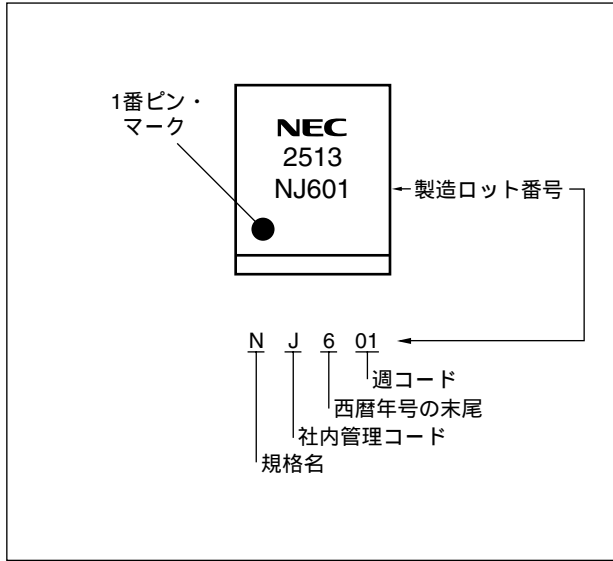 1番ピン・
マーク
NEC
2513
NJ601
製造ロット番号
N J 6 01
週コード
西暦年号の末尾
社内管理コード
規格名